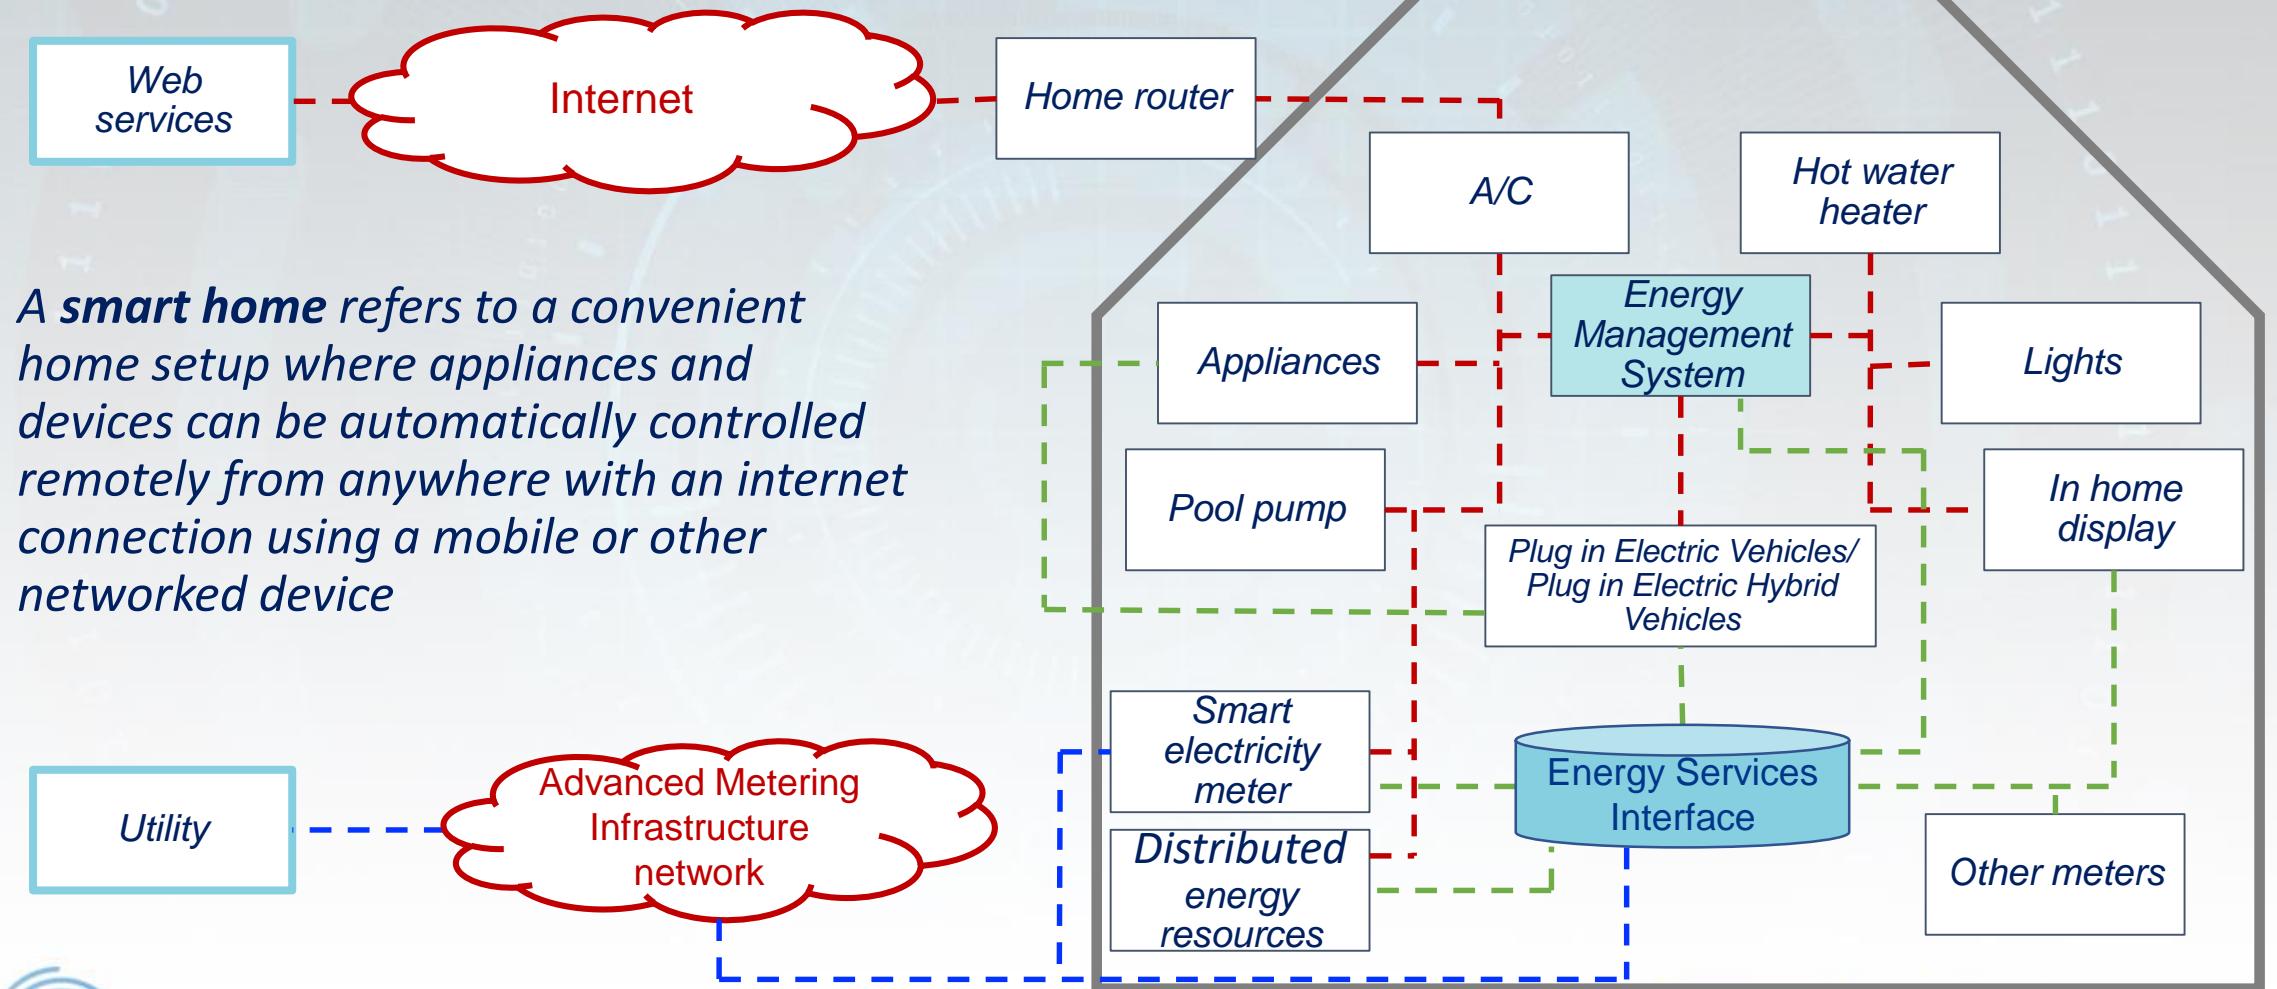 Web
services
Internet
Home router
A/C
Hot water
heater
A smart home refers to a convenient
home setup where appliances and
devices can be automatically controlled
remotely from anywhere with an internet
connection using a mobile or other
networked device
Energy
Management
System
Appliances
Lights
Pool pump
In home
display
Plug in Electric Vehicles/
Plug in Electric Hybrid
Vehicles
Smart
electricity
meter
Energy Services
Interface
Utility
Advanced Metering
Infrastructure
network
Distributed
energy
resources
Other meters